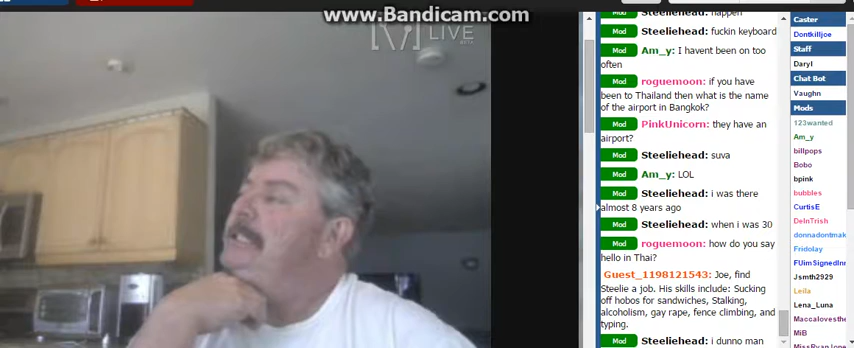 www.Bandicam.com
[V] LIVE
BETA
Mod Steeliehead: happen
Mod Steeliehead: fuckin keyboard
Mod Am_y: I havent been on too
often
Mod roguemoon: if you have
been to Thailand then what is the name
of the airport in Bangkok?
Mod PinkUnicorn: they have an
airport?
Mod Steeliehead: suva
Mod Am_y: LOL
Mod Steeliehead: i was there
almost 8 years ago
Mod Steeliehead: when i was 30
Mod roguemoon: how do you say
hello in Thai?
Guest_1198121543: Joe, find
Steelie a job. His skills include: Sucking
off hobos for sandwiches, Stalking,
alcoholism, gay rape, fence climbing, and
typing.
Mod Steeliehead: i dunno man
Caster
Dontkilljoe
Staff
Daryl
Chat Bot
Vaughn
Mods
123wanted
Am_y
billpops
Bobo
bpink
bubbles
CurtisE
DeInTrish
donnadontmak
Fridolay
FUimSignedInn
Jsmth2929
Leila
Lena_Luna
Maccalovesthe
MiB
MissRyanJones